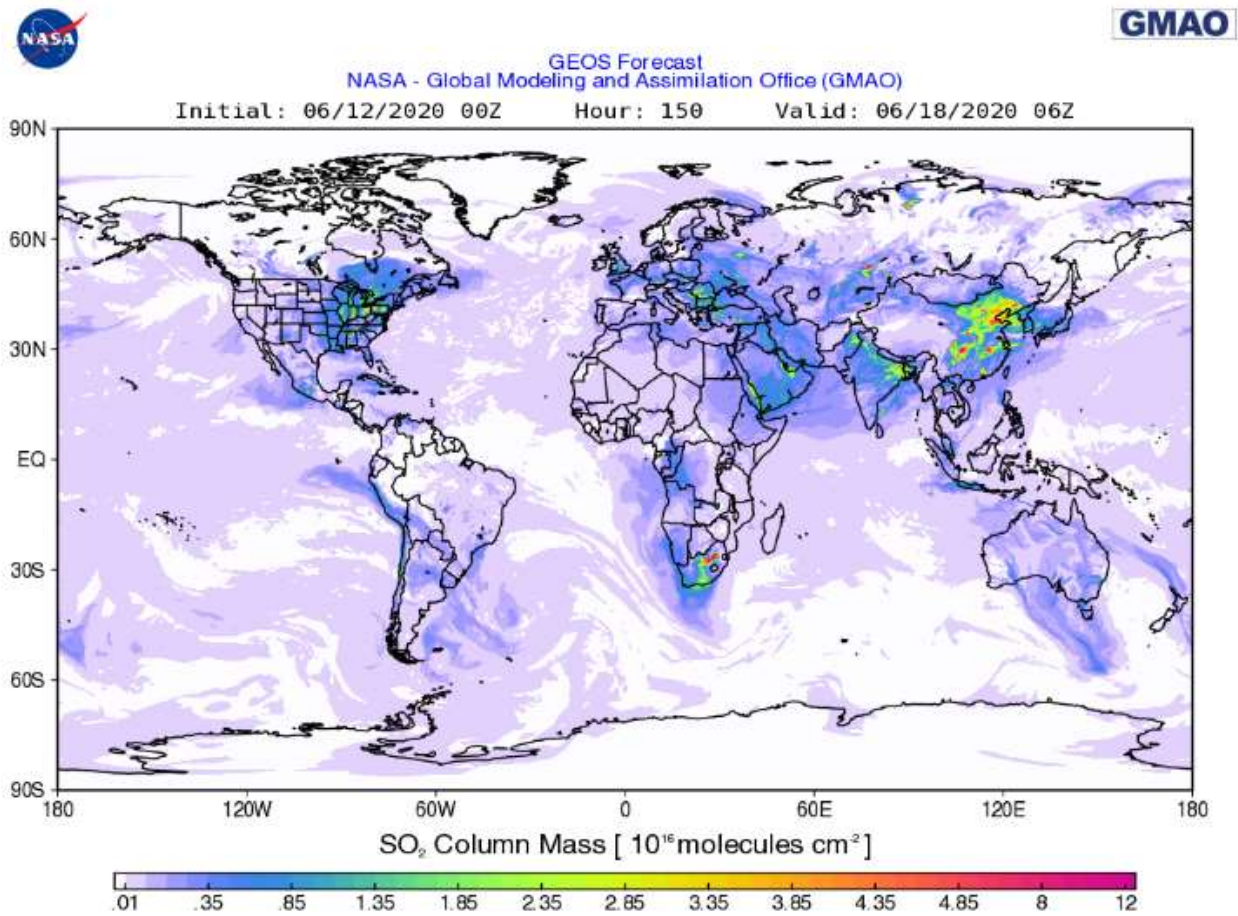 NASA
GMAO
GEOS Forecast
NASA - Global Modeling and Assimilation Office (GMAO)
Initial: 06/12/2020 00Z Hour: 150 Valid: 06/18/2020 06Z
90N
60N
30N
EQ
30S
60S
90S
180 120W 60W 0 60E 120E 180
SO₂ Column Mass [ 10¹⁶ molecules cm⁻² ]
.01 .35 .85 1.35 1.85 2.35 2.85 3.35 3.85 4.35 4.85 8 12